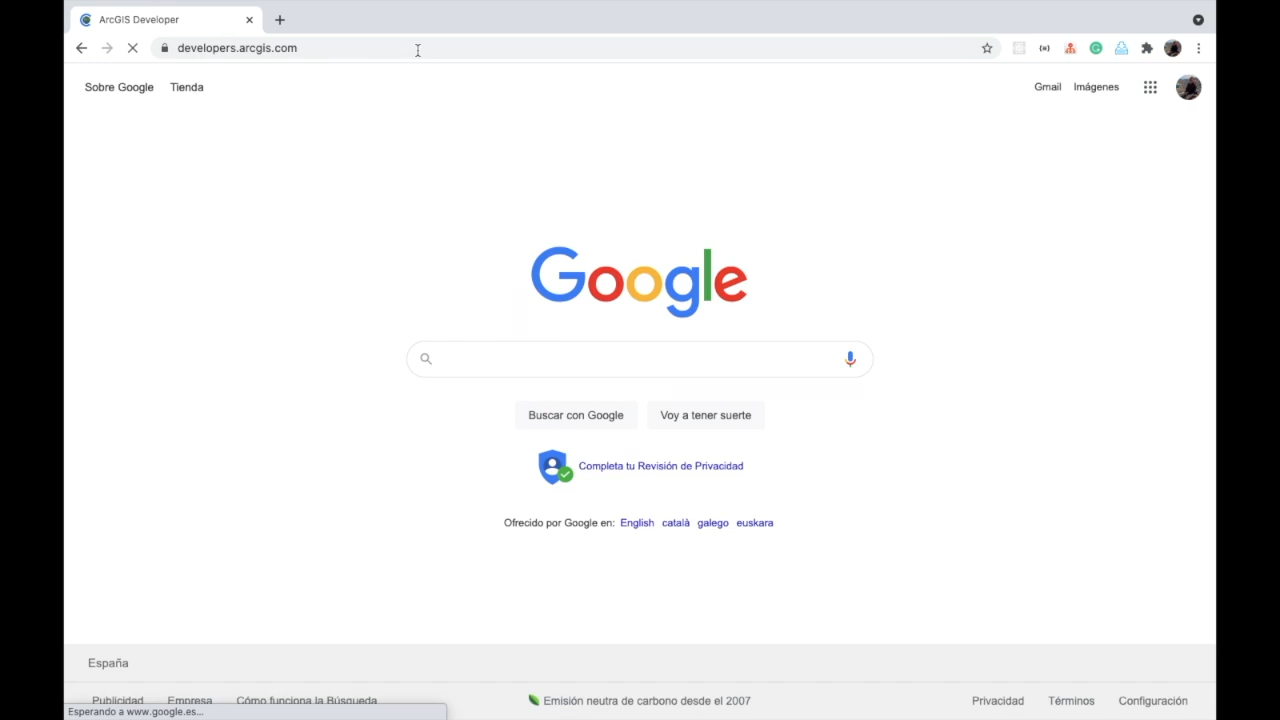 ArcGIS Developer
developers.arcgis.com
Sobre Google Tienda
Gmail Imágenes
Google
Buscar con Google Voy a tener suerte
Completa tu Revisión de Privacidad
Ofrecido por Google en: English català galego euskara
España
Publicidad Empresa Cómo funciona la Búsqueda
Emisión neutra de carbono desde el 2007
Privacidad Términos Configuración
Esperando a www.google.es...